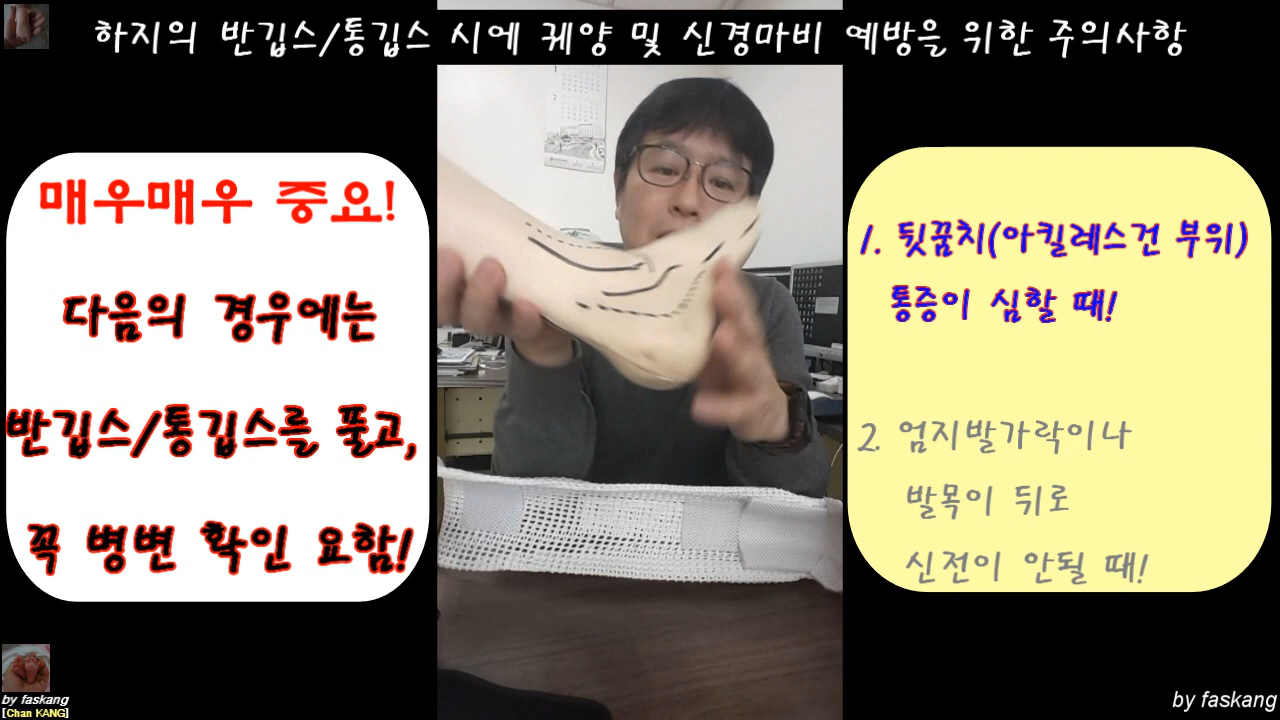 하지의 반깁스/통깁스 시에 궤양 및 신경마비 예방을 위한 주의사항
매우매우 중요!
다음의 경우에는
반깁스/통깁스를 풀고,
꼭 병변 확인 요함!
1. 뒷꿈치(아킬레스건 부위)
통증이 심할 때!
2. 엄지발가락이나
발목이 뒤로
신전이 안될 때!
by faskang
[Chan KANG]
by faskang